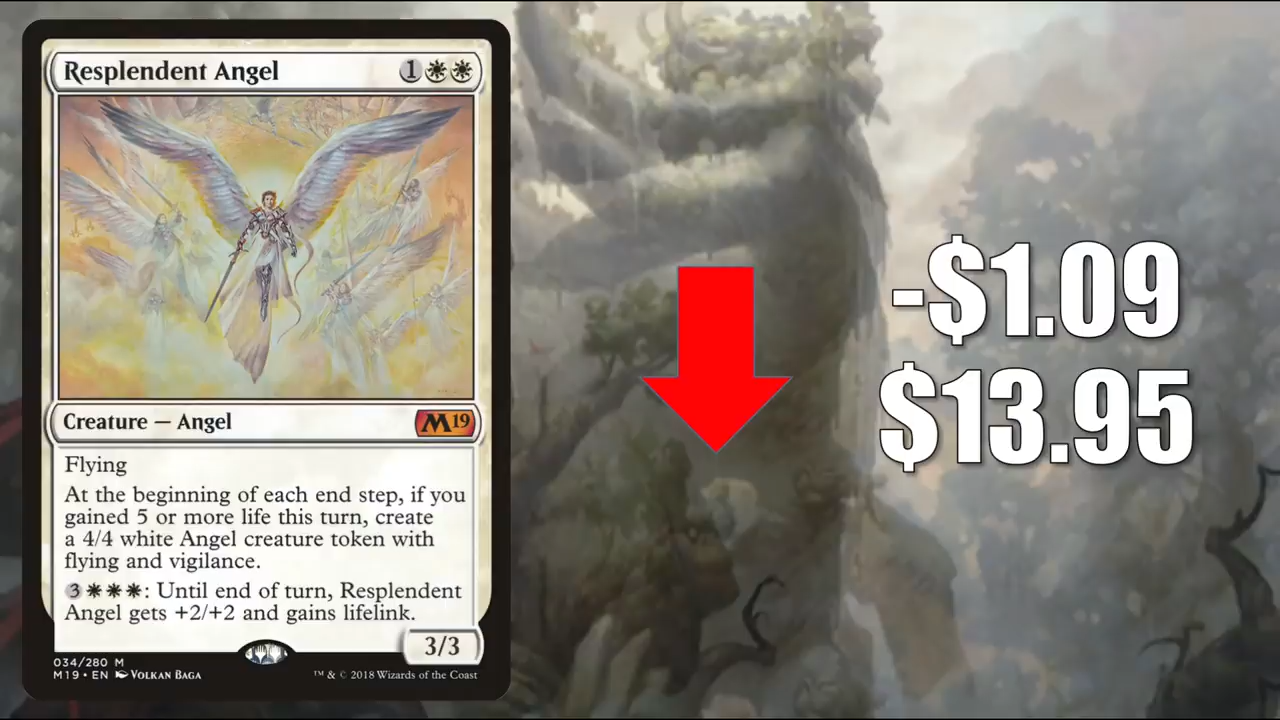 Resplendent Angel 1
Creature — Angel M19
Flying
At the beginning of each end step, if you
gained 5 or more life this turn, create
a 4/4 white Angel creature token with
flying and vigilance.
3: Until end of turn, Resplendent
Angel gets +2/+2 and gains lifelink.
3/3
034/280 M
M19 • EN VOLKAN BAGA
™ & © 2018 Wizards of the Coast
-$1.09
$13.95